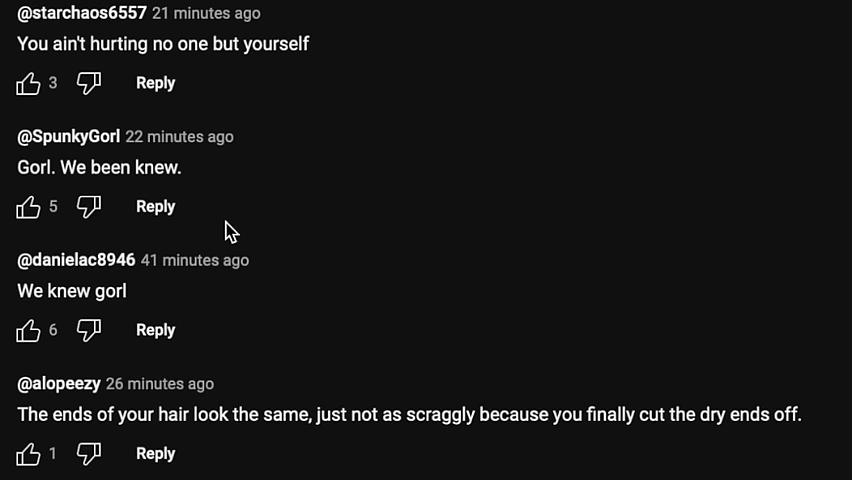 @starchaos6557 21 minutes ago
You ain't hurting no one but yourself
3 Reply
@SpunkyGorl 22 minutes ago
Gorl. We been knew.
5 Reply
@danielac8946 41 minutes ago
We knew gorl
6 Reply
@alopeezy 26 minutes ago
The ends of your hair look the same, just not as scraggly because you finally cut the dry ends off.
1 Reply